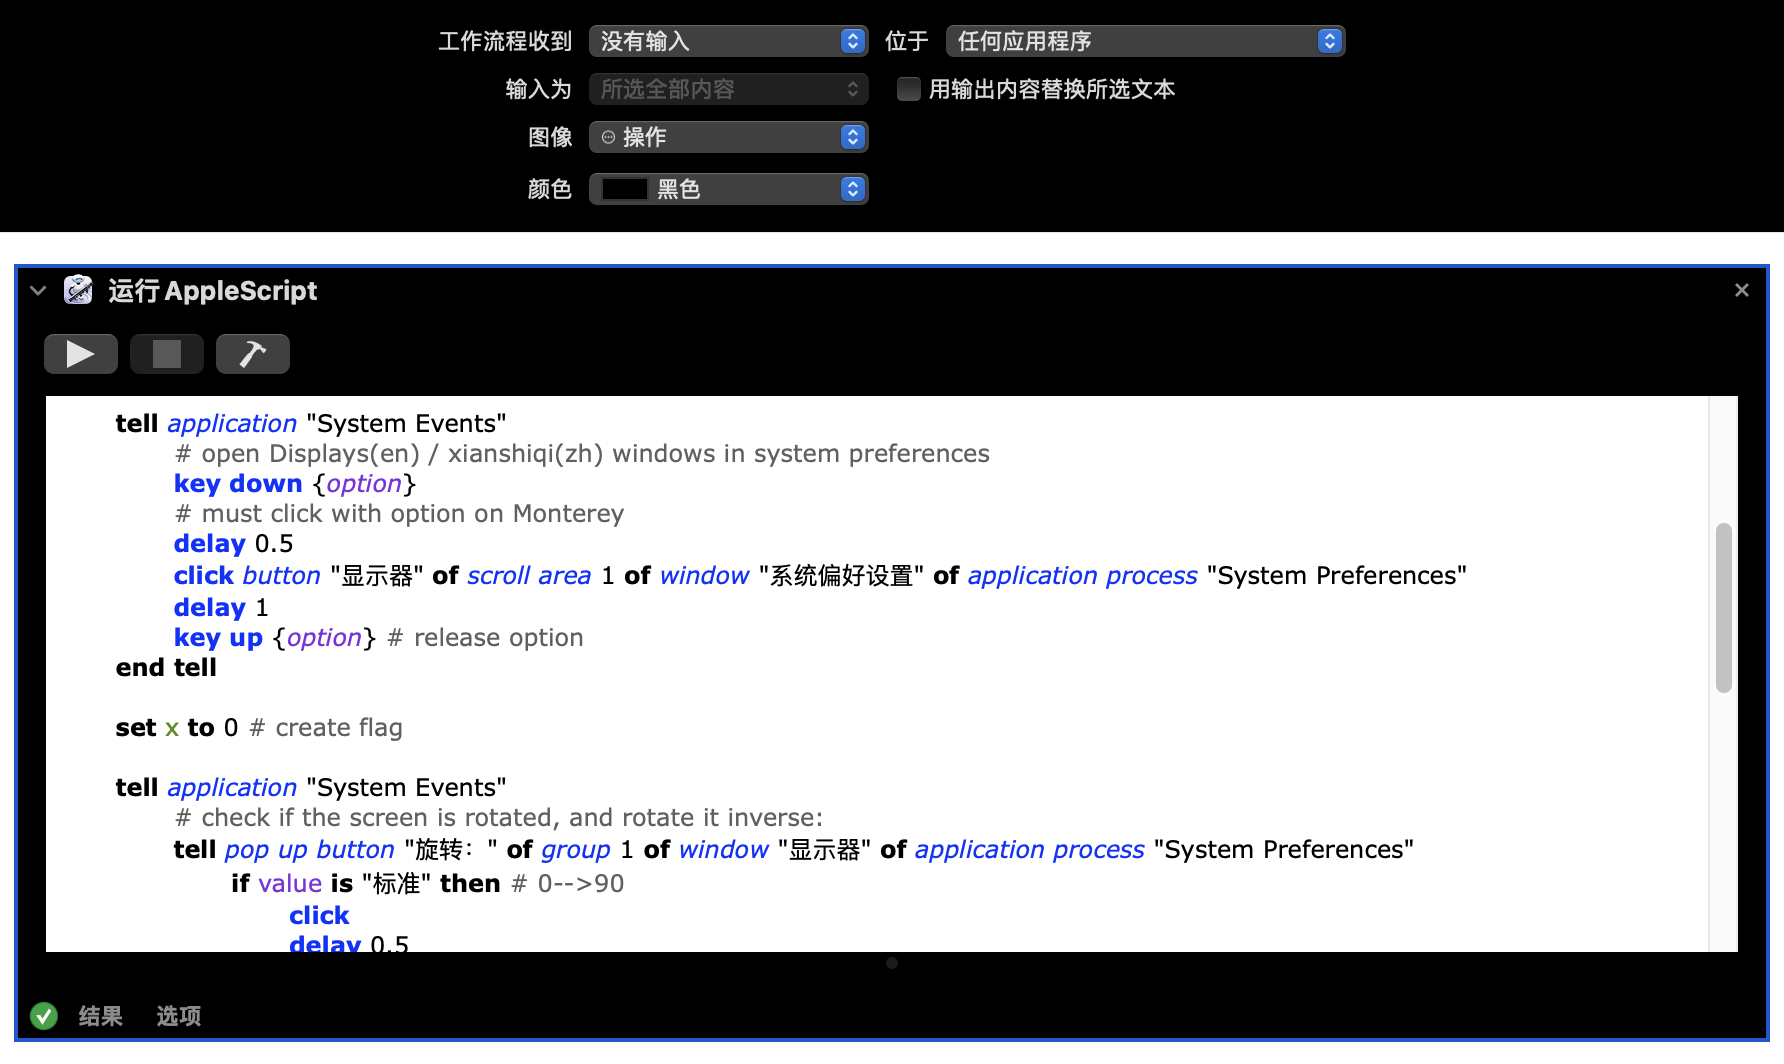 工作流程收到 没有输入 位于 任何应用程序
输入为 所选全部内容 用输出内容替换所选文本
图像 操作
颜色 黑色
运行 AppleScript
tell application "System Events"
# open Displays(en) / xianshiqi(zh) windows in system preferences
key down {option}
# must click with option on Monterey
delay 0.5
click button "显示器" of scroll area 1 of window "系统偏好设置" of application process "System Preferences"
delay 1
key up {option} # release option
end tell
set x to 0 # create flag
tell application "System Events"
# check if the screen is rotated, and rotate it inverse:
tell pop up button "旋转：" of group 1 of window "显示器" of application process "System Preferences"
if value is "标准" then # 0-->90
click
delay 0.5
结果 选项